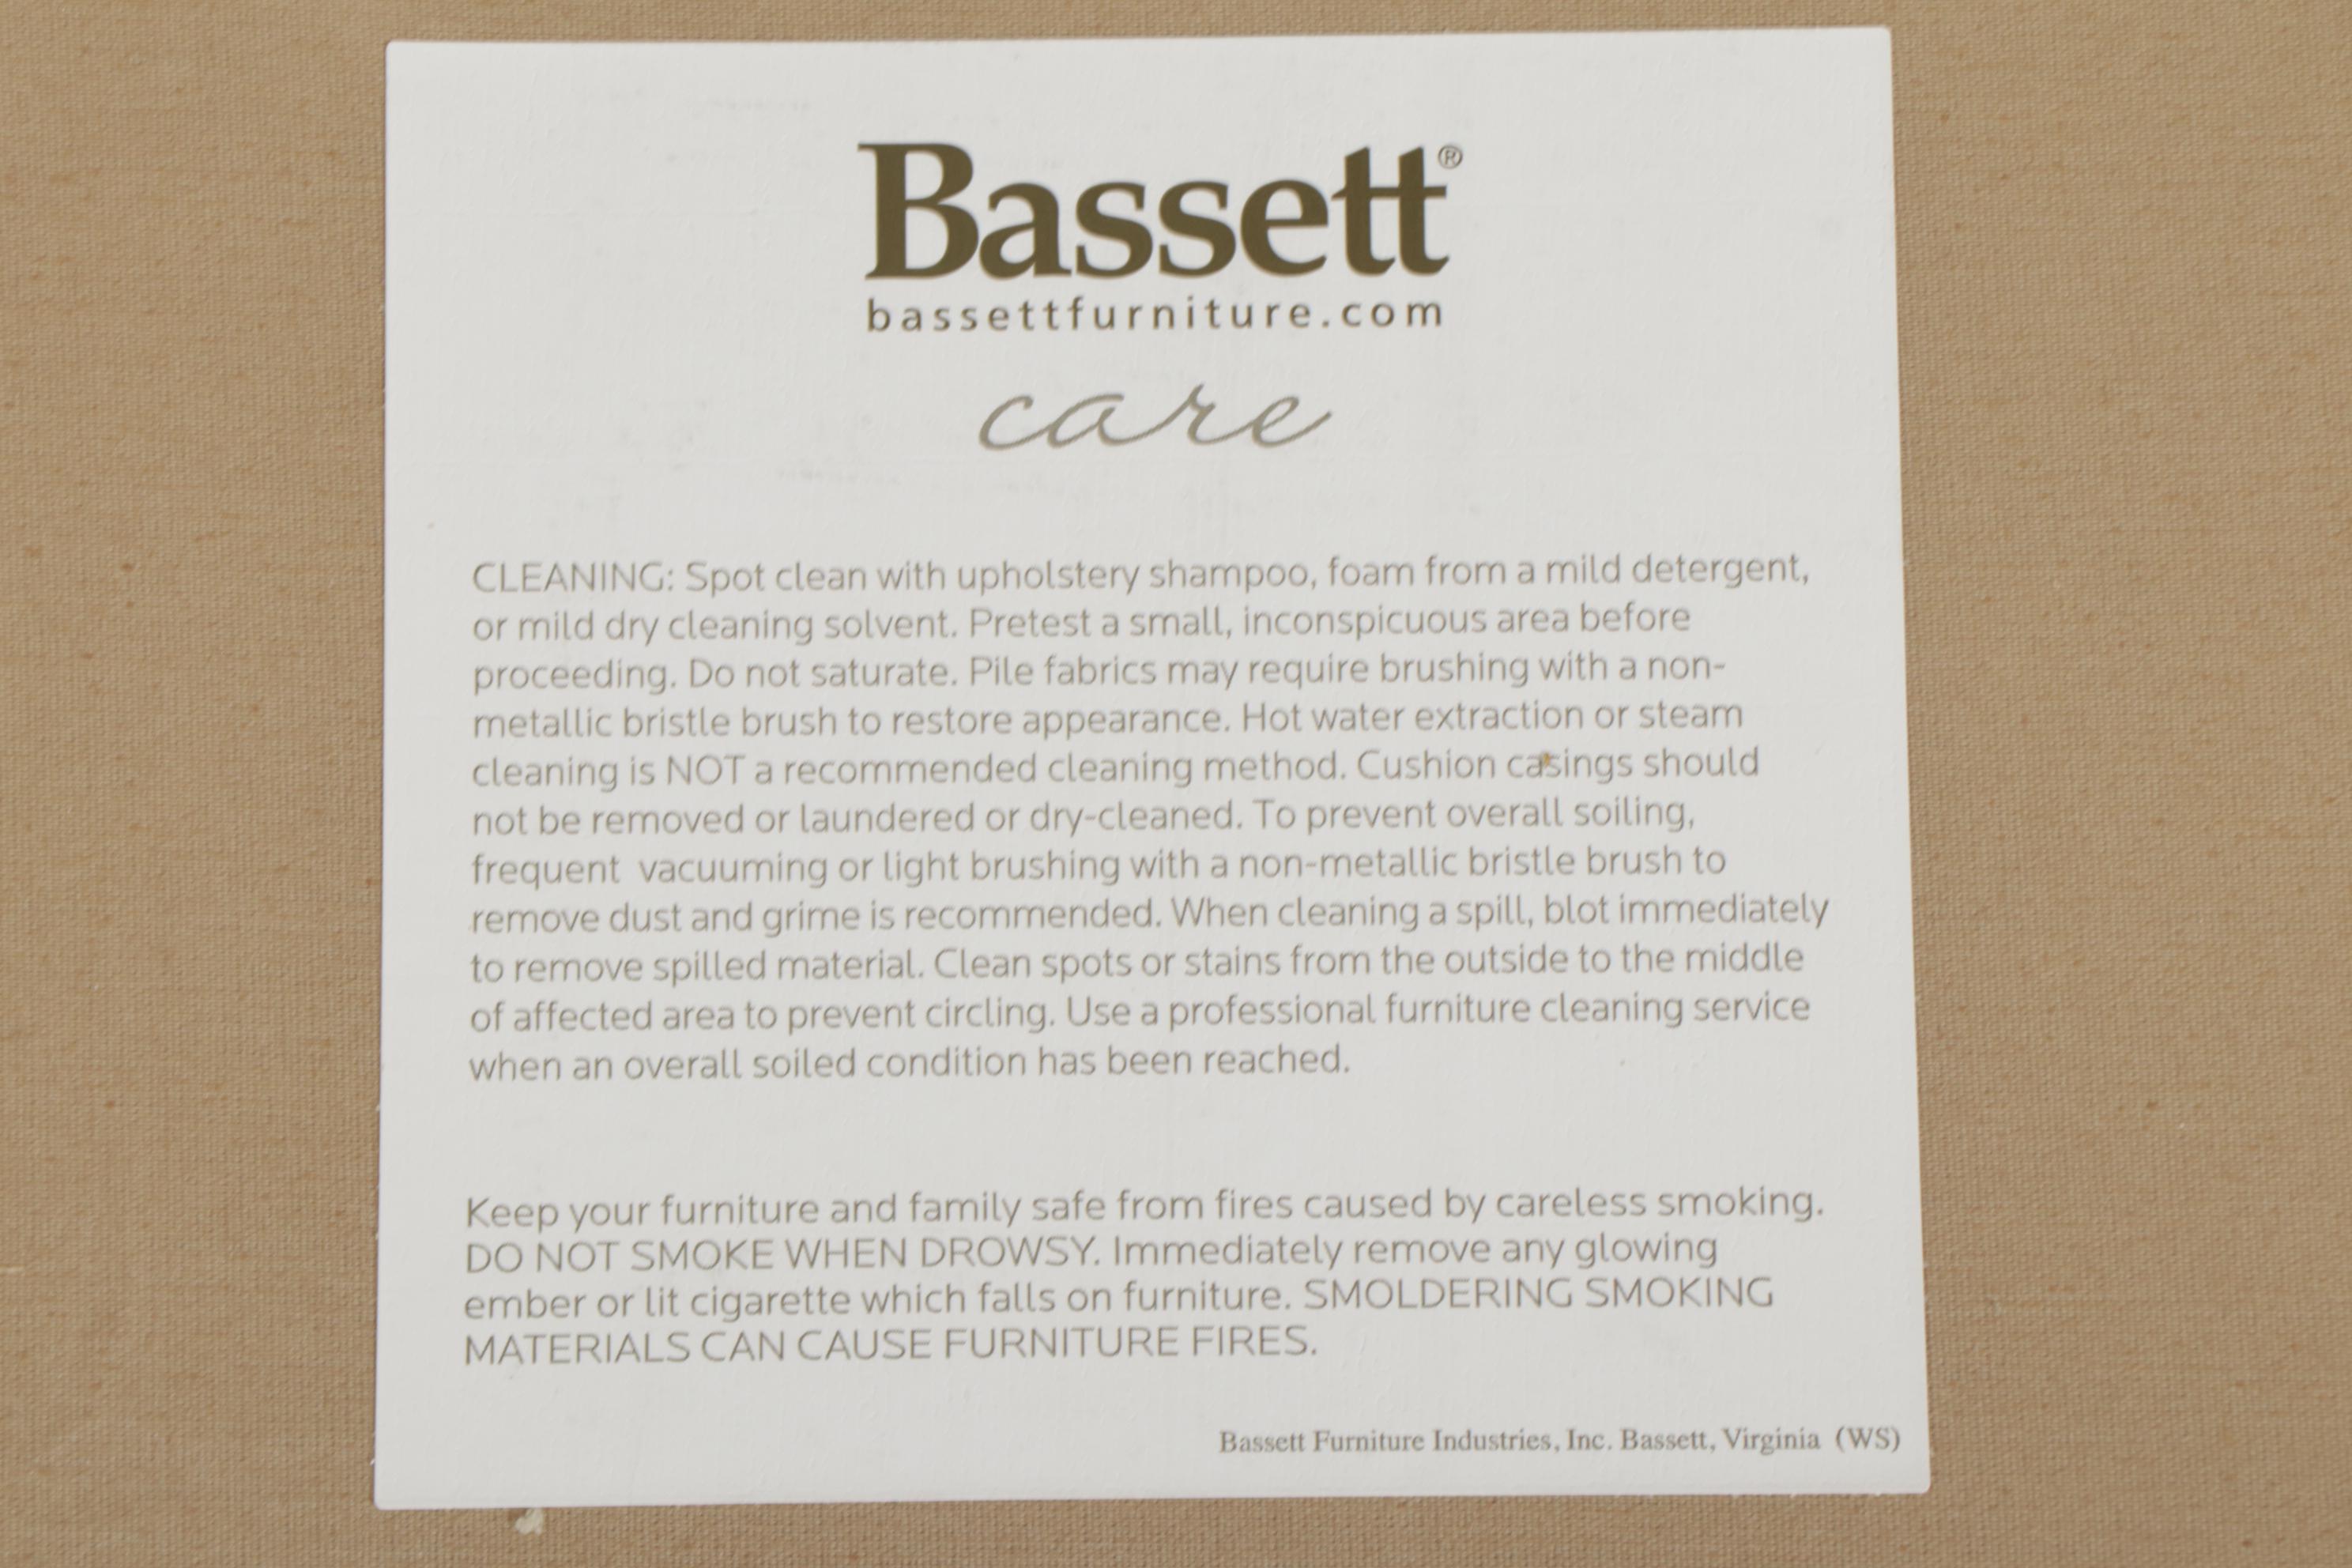 Bassett®
bassettfurniture.com
care
CLEANING: Spot clean with upholstery shampoo, foam from a mild detergent,
or mild dry cleaning solvent. Pretest a small, inconspicuous area before
proceeding. Do not saturate. Pile fabrics may require brushing with a non-
metallic bristle brush to restore appearance. Hot water extraction or steam
cleaning is NOT a recommended cleaning method. Cushion casings should
not be removed or laundered or dry-cleaned. To prevent overall soiling,
frequent  vacuuming or light brushing with a non-metallic bristle brush to
remove dust and grime is recommended. When cleaning a spill, blot immediately
to remove spilled material. Clean spots or stains from the outside to the middle
of affected area to prevent circling. Use a professional furniture cleaning service
when an overall soiled condition has been reached.
Keep your furniture and family safe from fires caused by careless smoking.
DO NOT SMOKE WHEN DROWSY. Immediately remove any glowing
ember or lit cigarette which falls on furniture. SMOLDERING SMOKING
MATERIALS CAN CAUSE FURNITURE FIRES.
Bassett Furniture Industries, Inc. Bassett, Virginia (WS)